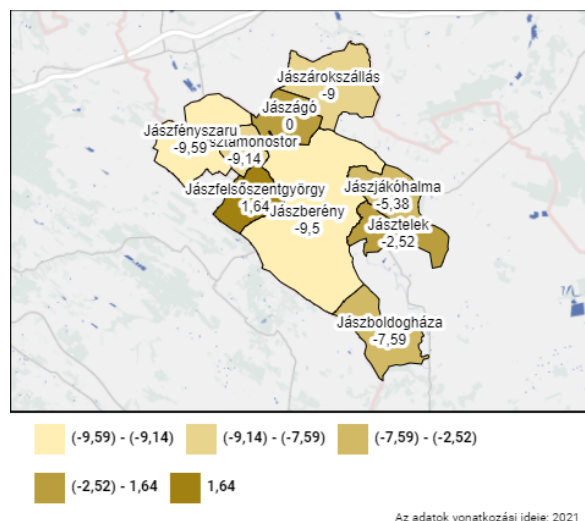 Jászárokszállás
-9
Jászágó
0
Jászfényszaru
-9,59
sztamonostor
-9,14
Jászfelsőszentgyörgy
1,64
Jászberény
-9,5
Jászjákóhalma
-5,38
Jásztelek
-2,52
Jászboldogháza
-7,59
(-9,59) - (-9,14)
(-9,14) - (-7,59)
(-7,59) - (-2,52)
(-2,52) - 1,64
1,64
Az adatok vonatkozási ideje: 2021